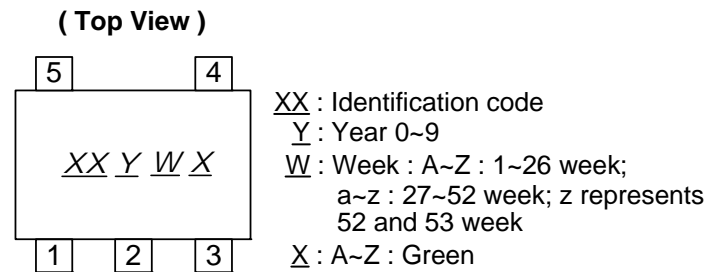 ( Top View )
5 4
XX Y W X
1 2 3
XX : Identification code
Y : Year 0~9
W : Week : A~Z : 1~26 week;
a~z : 27~52 week; z represents
52 and 53 week
X : A~Z : Green